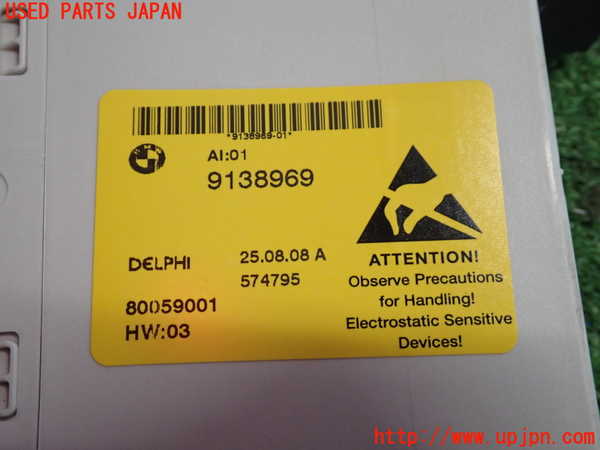 USED PARTS JAPAN
*9138969-01*
AI:01
9138969
DELPHI
25.08.08 A
574795
80059001
HW:03
ATTENTION!
Observe Precautions
for Handling!
Electrostatic Sensitive
Devices!
http://www.upjpn.com/